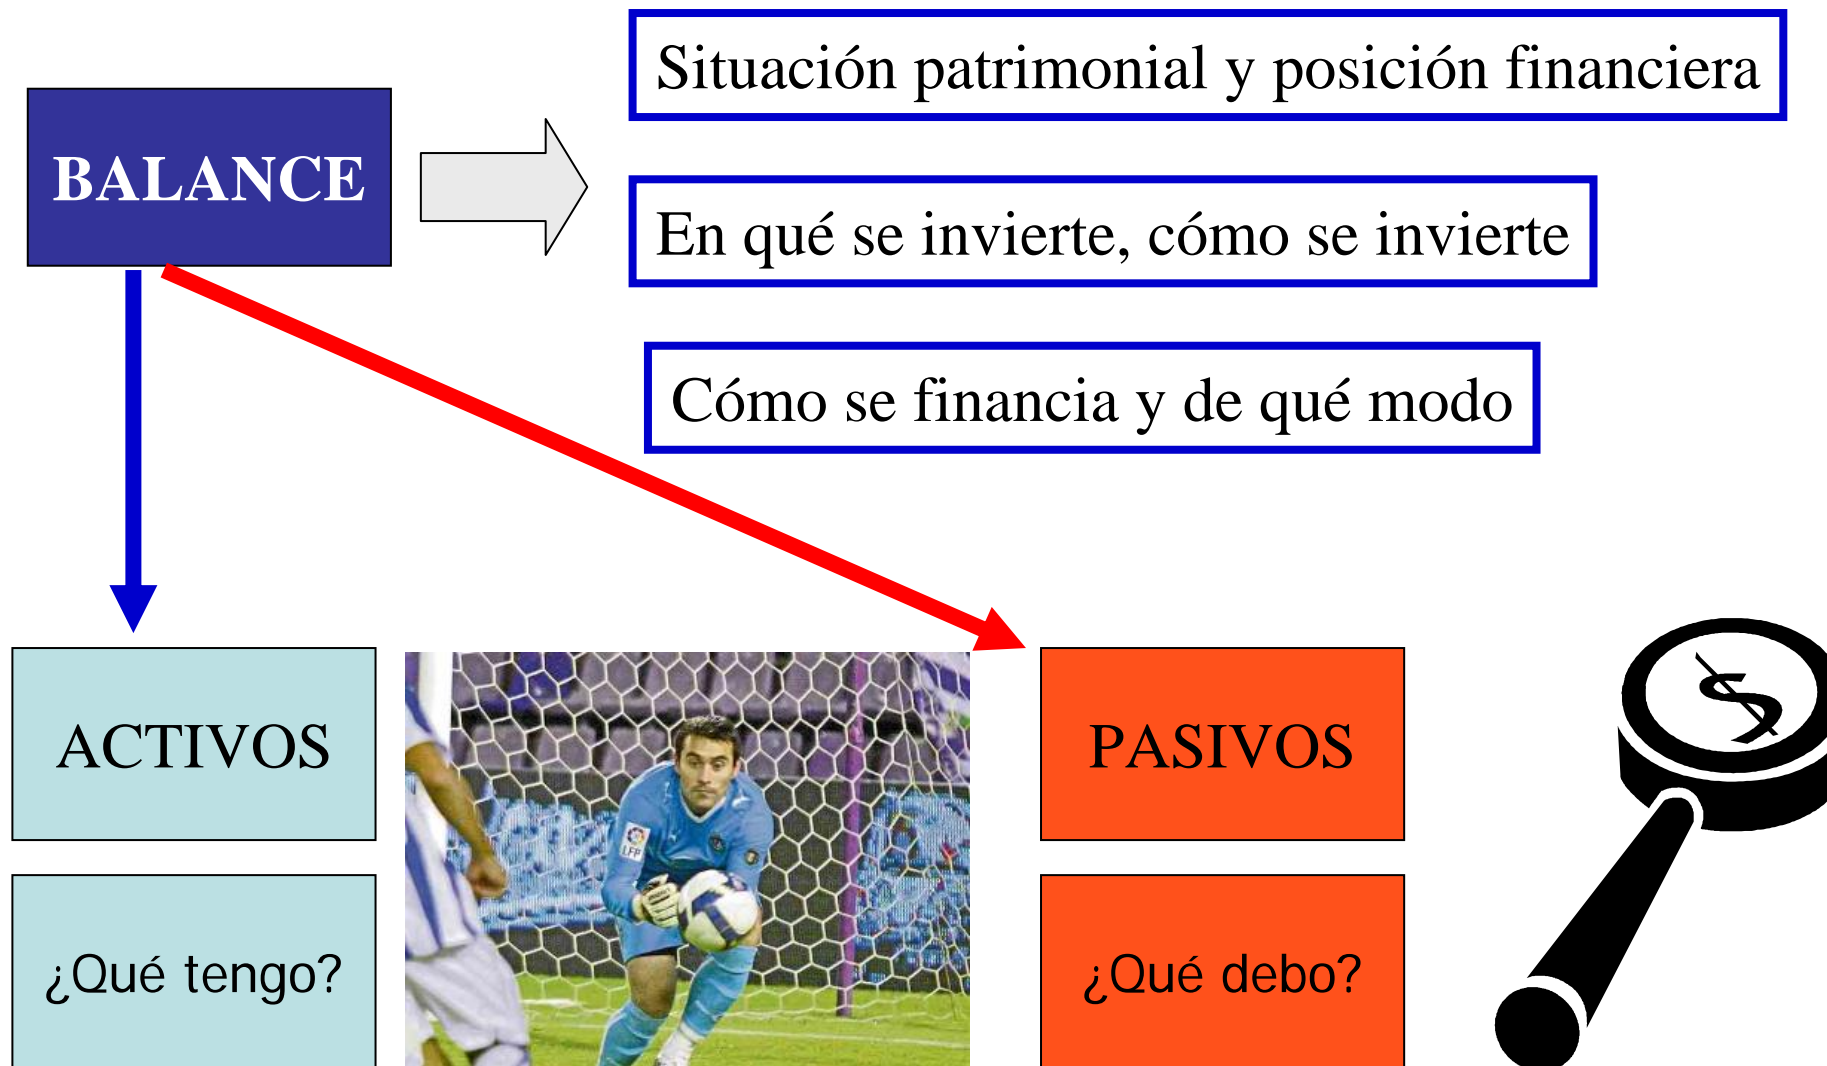 Situación patrimonial y posición financiera
BALANCE
En qué se invierte, cómo se invierte
Cómo se financia y de qué modo
ACTIVOS
PASIVOS
LFP
¿Qué tengo?
¿Qué debo?
$